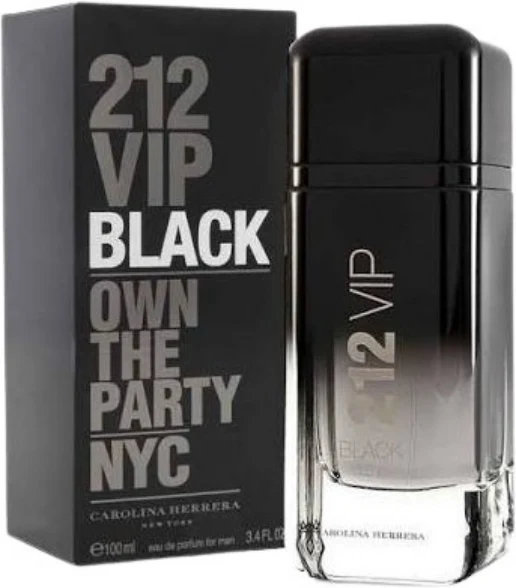 212
VIP
BLACK
OWN
THE
PARTY
NYC
CAROLINA HERRERA
NEW YORK
℮100ml eau de parfum for men 3.4 FL OZ
212 VIP
BLACK
CAROLINA HERRERA